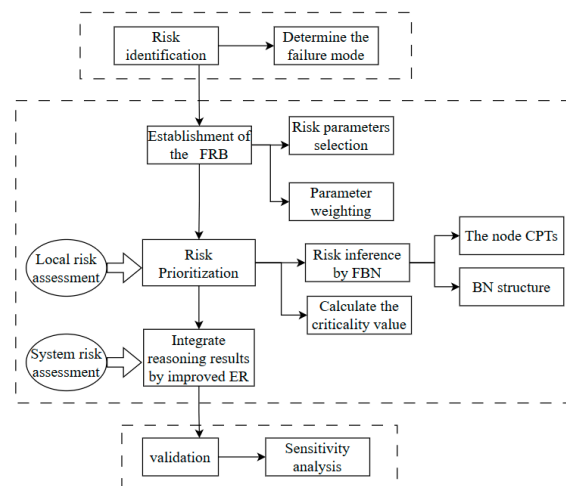 Risk
identification
Determine the
failure mode
Establishment of
the FRB
Risk parameters
selection
Parameter
weighting
Local risk
assessment
Risk
Prioritization
Risk inference
by FBN
The node CPTs
BN structure
Calculate the
criticality value
System risk
assessment
Integrate
reasoning results
by improved ER
validation
Sensitivity
analysis